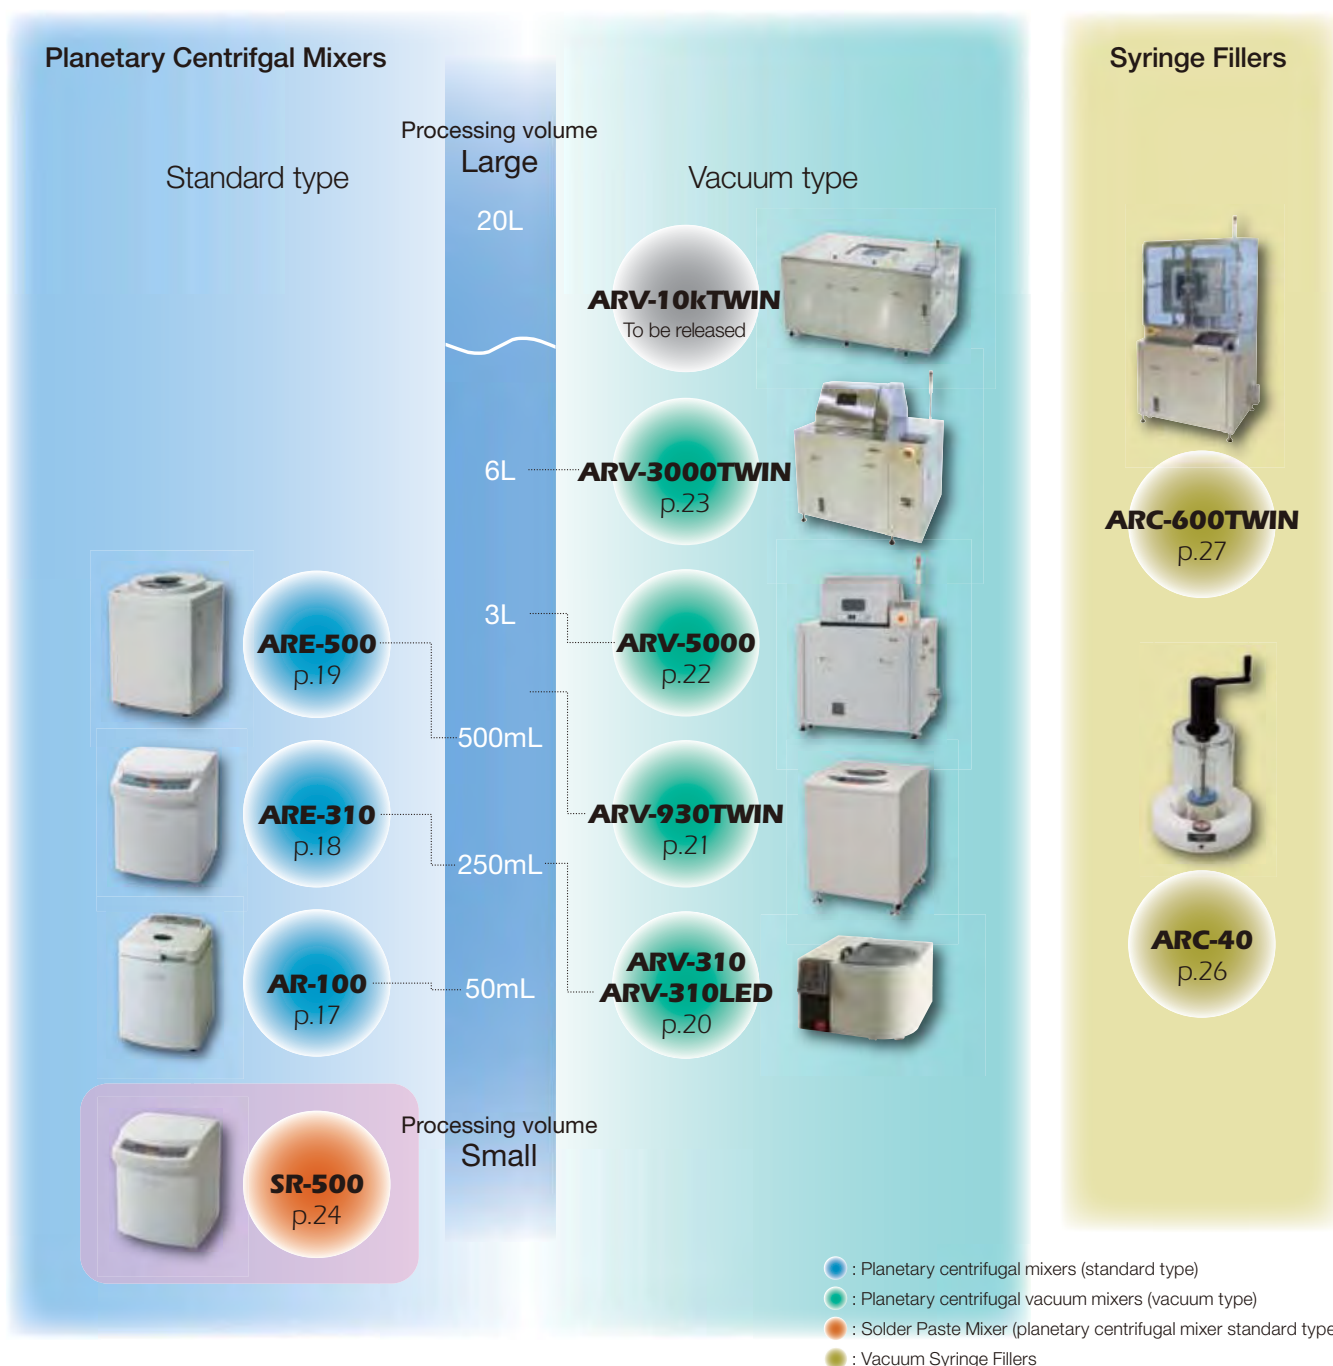 Planetary Centrifgal Mixers
Syringe Fillers
Processing volume
Large
Standard type
Vacuum type
20L
ARV-10kTWIN
To be released
6L
ARV-3000TWIN
p.23
ARC-600TWIN
p.27
3L
ARE-500
p.19
ARV-5000
p.22
500mL
ARE-310
p.18
ARV-930TWIN
p.21
250mL
ARC-40
p.26
AR-100
p.17
50mL
ARV-310
ARV-310LED
p.20
Processing volume
Small
SR-500
p.24
: Planetary centrifugal mixers (standard type)
: Planetary centrifugal vacuum mixers (vacuum type)
: Solder Paste Mixer (planetary centrifugal mixer standard type
: Vacuum Syringe Fillers